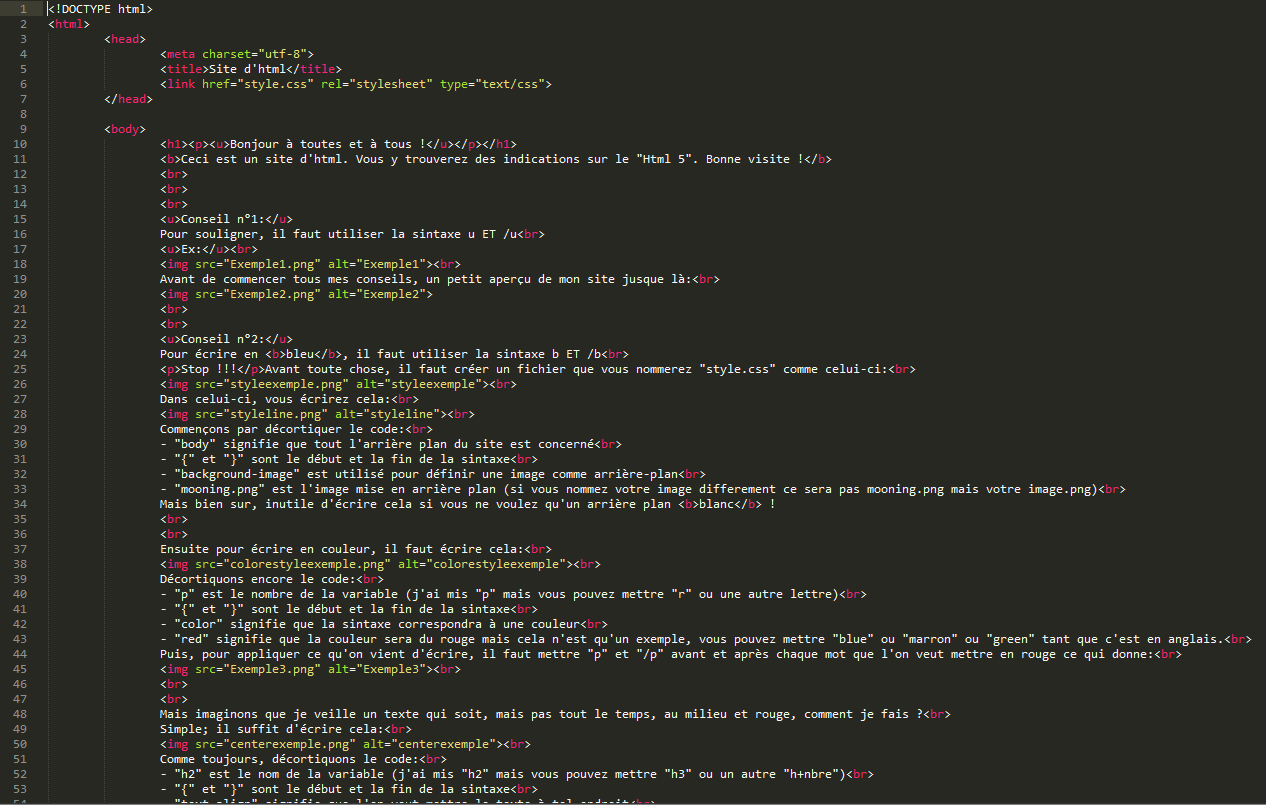 1 <!DOCTYPE html>
2 <html>
3 <head>
4 <meta charset="utf-8">
5 <title>Site d'html</title>
6 <link href="style.css" rel="stylesheet" type="text/css">
7 </head>
8
9 <body>
10 <h1><p><u>Bonjour à toutes et à tous !</u></p></h1>
11 <b>Ceci est un site d'html. Vous y trouverez des indications sur le "Html 5". Bonne visite !</b>
12 <br>
13 <br>
14 <br>
15 <u>Conseil n°1:</u>
16 Pour souligner, il faut utiliser la sintaxe u ET /u<br>
17 <u>Ex:</u><br>
18 <img src="Exemple1.png" alt="Exemple1"><br>
19 Avant de commencer tous mes conseils, un petit aperçu de mon site jusque là:<br>
20 <img src="Exemple2.png" alt="Exemple2">
21 <br>
22 <br>
23 <u>Conseil n°2:</u>
24 Pour écrire en <b>bleu</b>, il faut utiliser la sintaxe b ET /b<br>
25 <p>Stop !!!</p>Avant toute chose, il faut créer un fichier que vous nommerez "style.css" comme celui-ci:<br>
26 <img src="styleexemple.png" alt="styleexemple"><br>
27 Dans celui-ci, vous écrirez cela:<br>
28 <img src="styleline.png" alt="styleline"><br>
29 Commençons par décortiquer le code:<br>
30 - "body" signifie que tout l'arrière plan du site est concerné<br>
31 - "{" et "}" sont le début et la fin de la sintaxe<br>
32 - "background-image" est utilisé pour définir une image comme arrière-plan<br>
33 - "mooning.png" est l'image mise en arrière plan (si vous nommez votre image differement ce sera pas mooning.png mais votre image.png)<br>
34 Mais bien sur, inutile d'écrire cela si vous ne voulez qu'un arrière plan <b>blanc</b> !
35 <br>
36 <br>
37 Ensuite pour écrire en couleur, il faut écrire cela:<br>
38 <img src="colorestyleexemple.png" alt="colorestyleexemple"><br>
39 Décortiquons encore le code:<br>
40 - "p" est le nombre de la variable (j'ai mis "p" mais vous pouvez mettre "r" ou une autre lettre)<br>
41 - "{" et "}" sont le début et la fin de la sintaxe<br>
42 - "color" signifie que la sintaxe correspondra à une couleur<br>
43 - "red" signifie que la couleur sera du rouge mais cela n'est qu'un exemple, vous pouvez mettre "blue" ou "marron" ou "green" tant que c'est en anglais.<br>
44 Puis, pour appliquer ce qu'on vient d'écrire, il faut mettre "p" et "/p" avant et après chaque mot que l'on veut mettre en rouge ce qui donne:<br>
45 <img src="Exemple3.png" alt="Exemple3"><br>
46 <br>
47 <br>
48 Mais imaginons que je veille un texte qui soit, mais pas tout le temps, au milieu et rouge, comment je fais ?<br>
49 Simple; il suffit d'écrire cela:<br>
50 <img src="centerexemple.png" alt="centerexemple"><br>
51 Comme toujours, décortiquons le code:<br>
52 - "h2" est le nom de la variable (j'ai mis "h2" mais vous pouvez mettre "h3" ou un autre "h+nbre")<br>
53 - "{" et "}" sont le début et la fin de la sintaxe<br>